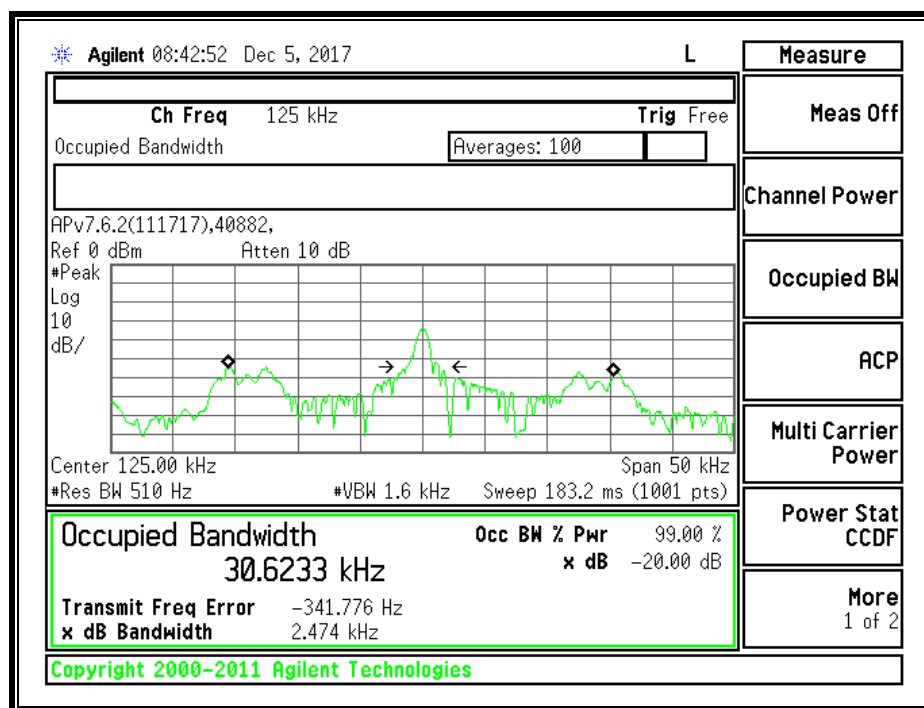 Agilent 08:42:52 Dec 5, 2017 L
Measure
Ch Freq 125 kHz Trig Free
Meas Off
Occupied Bandwidth Averages: 100
Channel Power
APv7.6.2(111717),40882,
Ref 0 dBm Atten 10 dB
#Peak
Log
10
dB/
Occupied BW
ACP
Multi Carrier
Power
Center 125.00 kHz Span 50 kHz
#Res BW 510 Hz #VBW 1.6 kHz Sweep 183.2 ms (1001 pts)
Power Stat
CCDF
Occupied Bandwidth Occ BW % Pwr 99.00 %
30.6233 kHz x dB -20.00 dB
More
1 of 2
Transmit Freq Error -341.776 Hz
x dB Bandwidth 2.474 kHz
Copyright 2000-2011 Agilent Technologies